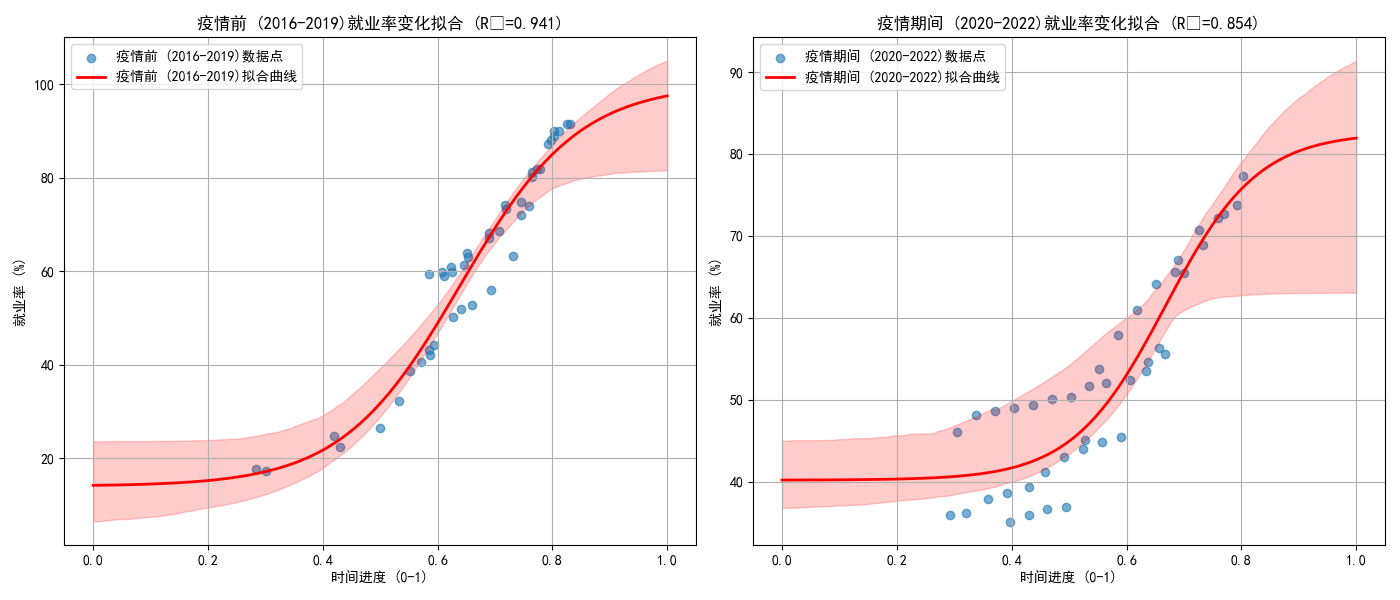 疫情前 (2016-2019)就业率变化拟合 (R□=0.941)
疫情前 (2016-2019)数据点
疫情前 (2016-2019)拟合曲线
就业率 (%)
100
80
60
40
20
0.0 0.2 0.4 0.6 0.8 1.0
时间进度 (0-1)
疫情期间 (2020-2022)就业率变化拟合 (R□=0.854)
疫情期间 (2020-2022)数据点
疫情期间 (2020-2022)拟合曲线
就业率 (%)
90
80
70
60
50
40
0.0 0.2 0.4 0.6 0.8 1.0
时间进度 (0-1)